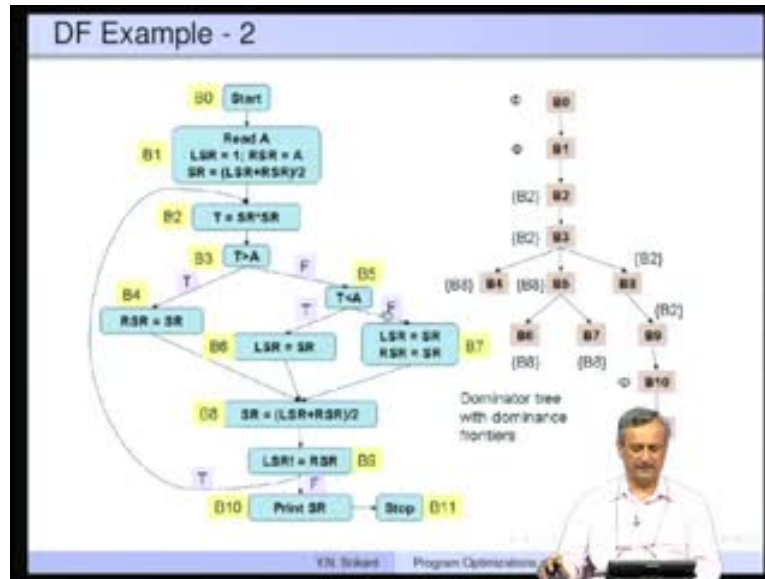 DF Example - 2
B0 Start
B1 Read A
LSR = 1; RSR = A
SR = (LSR+RSR)/2
B2 T = SR*SR
B3 T>A
T
F
B5
T<A
B4
RSR = SR
T
F
B6 LSR = SR
LSR = SR
RSR = SR
B7
B8 SR = (LSR+RSR)/2
LSR! = RSR B9
T
F
B10 Print SR
Stop B11
Φ B0
Φ B1
{B2} B2
{B2} B3
{B8} B4
{B8} B5
B8 {B2}
B6
{B8}
B7
{B8}
B9 {B2}
Φ B10
Dominator tree
with dominance
frontiers
Y.N. Srikant
Program Optimizations